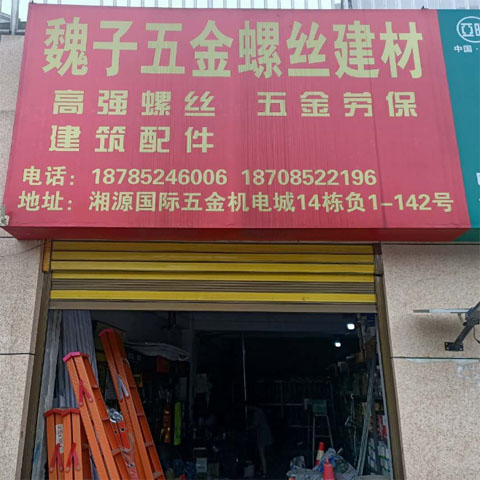 魏子五金螺丝建材
高强螺丝 五金劳保
建筑配件
电话：18785246006 18708522196
地址：湘源国际五金机电城14栋负1-142号
中国·